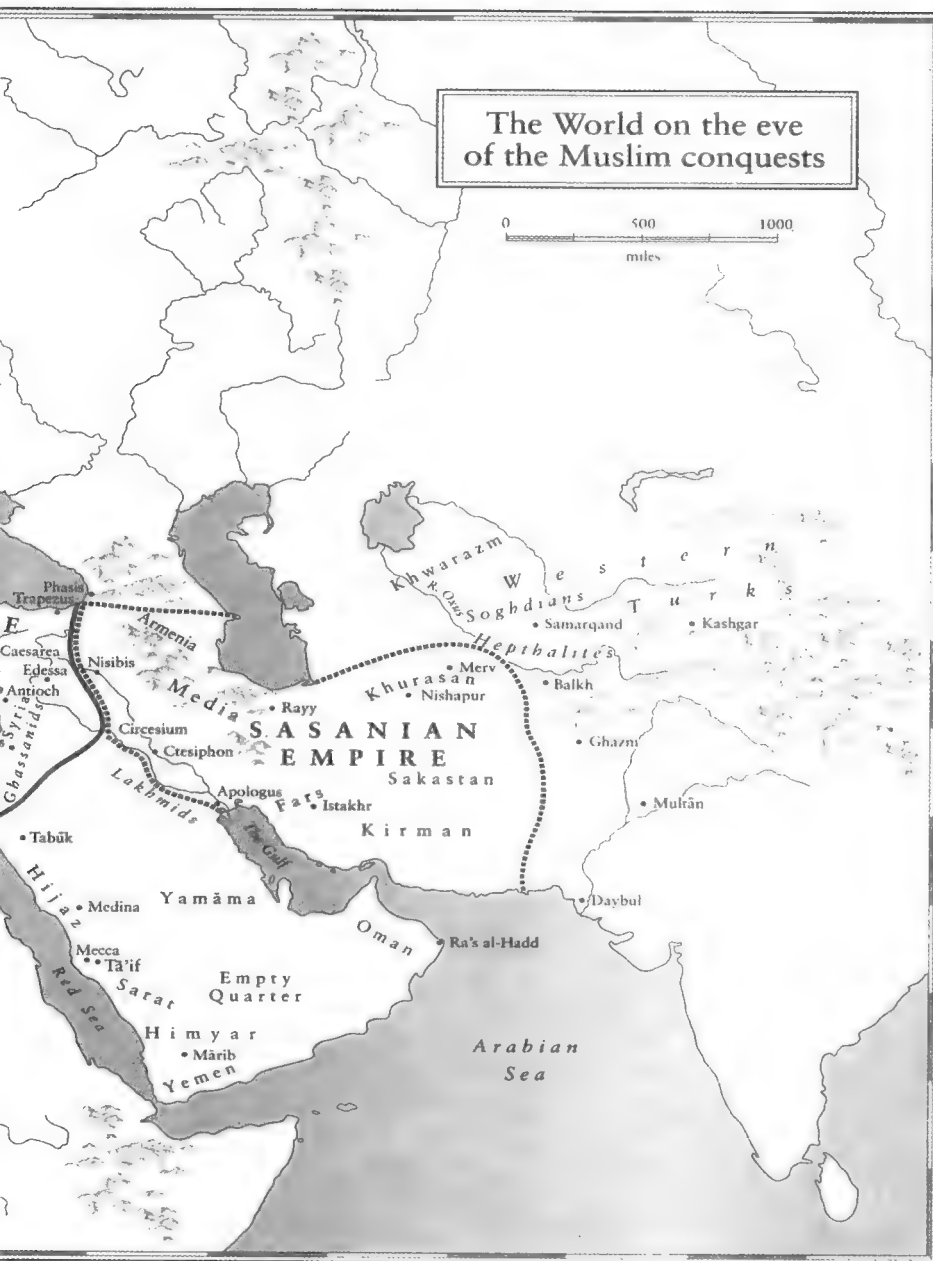 The World on the eve
of the Muslim conquests
0 500 1000
miles
Phasis
Trapezus
E
Armenia
Caesarea
Edessa
Nisibis
Antioch
Syria
Ghassanids
Media
Rayy
Circesium
Ctesiphon
Lakhmids
Apologus
SASANIAN
EMPIRE
Fars
Istakhr
Sakastan
Kirman
Khurasan
Merv
Nishapur
Khwarazm
R. Oxus
Soghdians
Western
Turks
Samarqand
Kashgar
Hepthalites
Balkh
Ghazni
Multān
Daybul
The Gulf
Tabūk
Hijaz
Medina
Yamāma
Oman
Ra's al-Hadd
Mecca
Tā'if
Sarat
Red Sea
Empty
Quarter
Himyar
Mārib
Yemen
Arabian
Sea